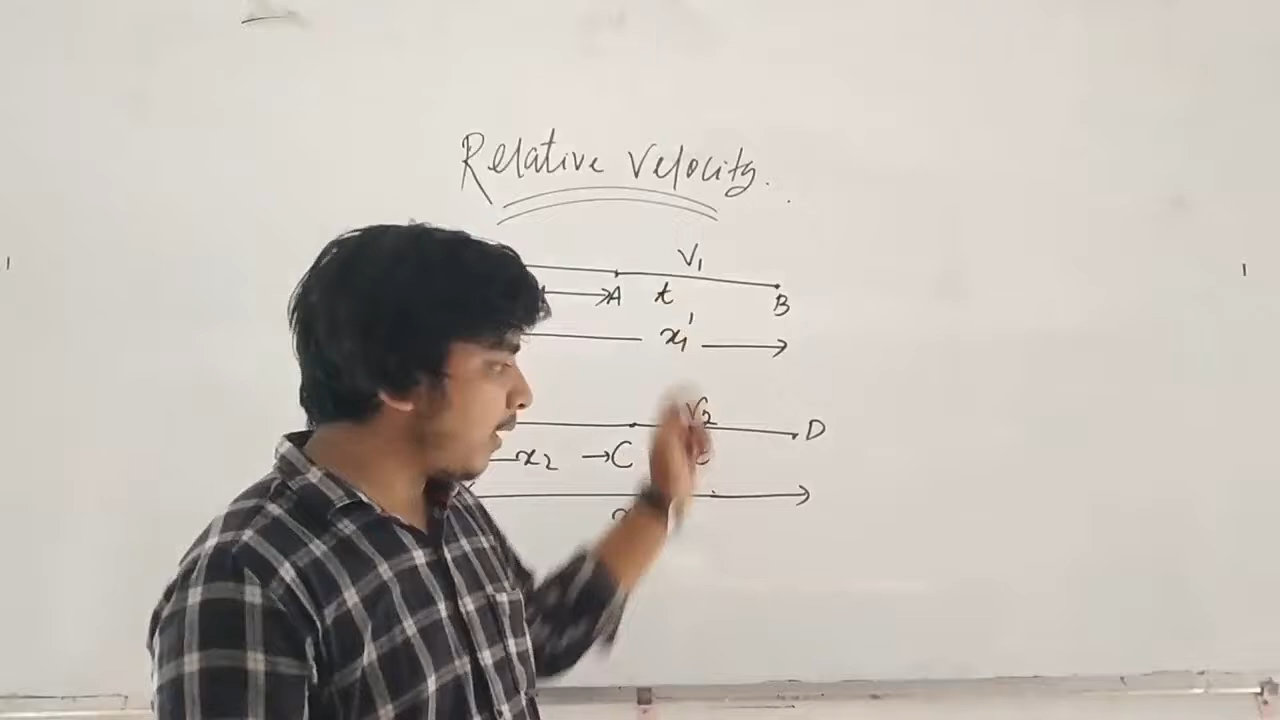 Relative Velocity.
V₁
A t B
x₁'
V₂
D
x₂ → C